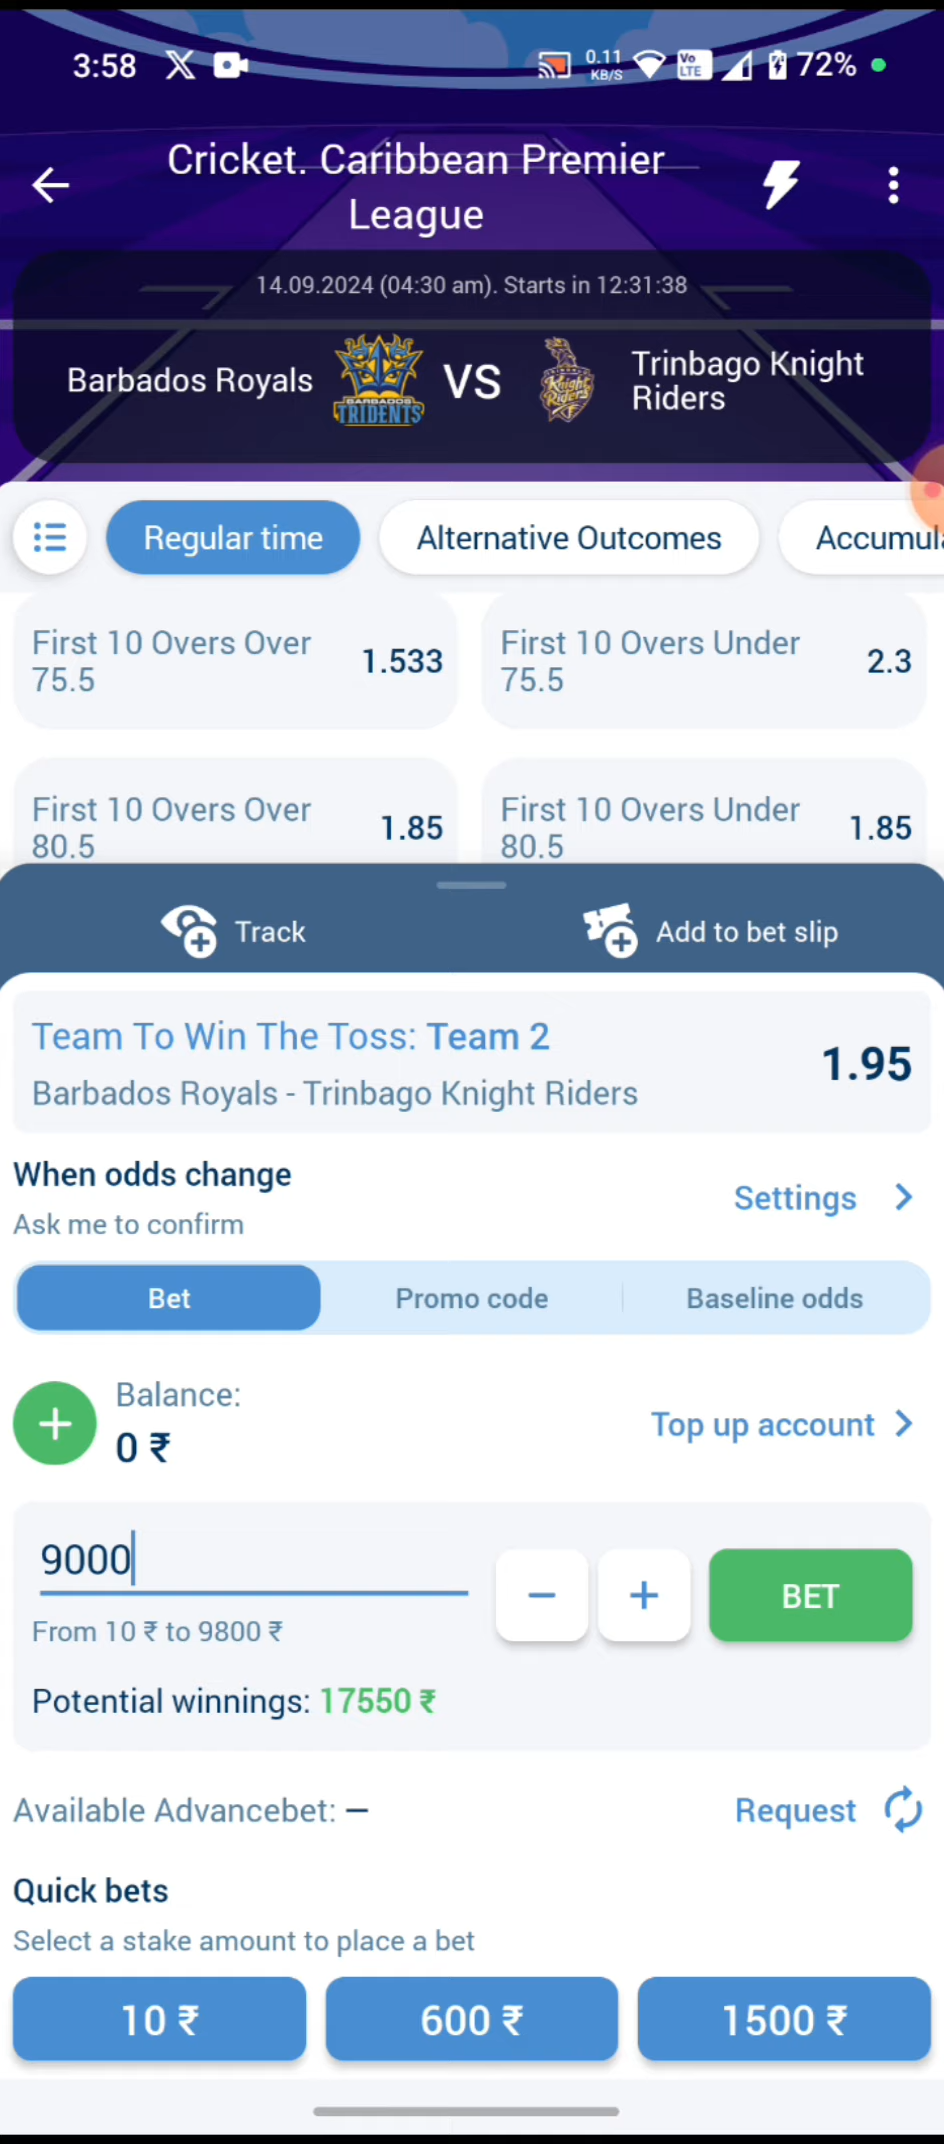 3:58 0.11 KB/S Vo LTE 72%
Cricket. Caribbean Premier
League
14.09.2024 (04:30 am). Starts in 12:31:38
Barbados Royals BARBADOS TRIDENTS VS Knight Riders Trinbago Knight
Riders
Regular time Alternative Outcomes Accumul
First 10 Overs Over
75.5 1.533
First 10 Overs Under
75.5 2.3
First 10 Overs Over
80.5 1.85
First 10 Overs Under
80.5 1.85
Track Add to bet slip
Team To Win The Toss: Team 2
Barbados Royals - Trinbago Knight Riders
1.95
When odds change
Ask me to confirm
Settings
Bet Promo code Baseline odds
Balance:
0 ₹
Top up account
9000
From 10 ₹ to 9800 ₹
BET
Potential winnings: 17550 ₹
Available Advancebet: – Request
Quick bets
Select a stake amount to place a bet
10 ₹ 600 ₹ 1500 ₹